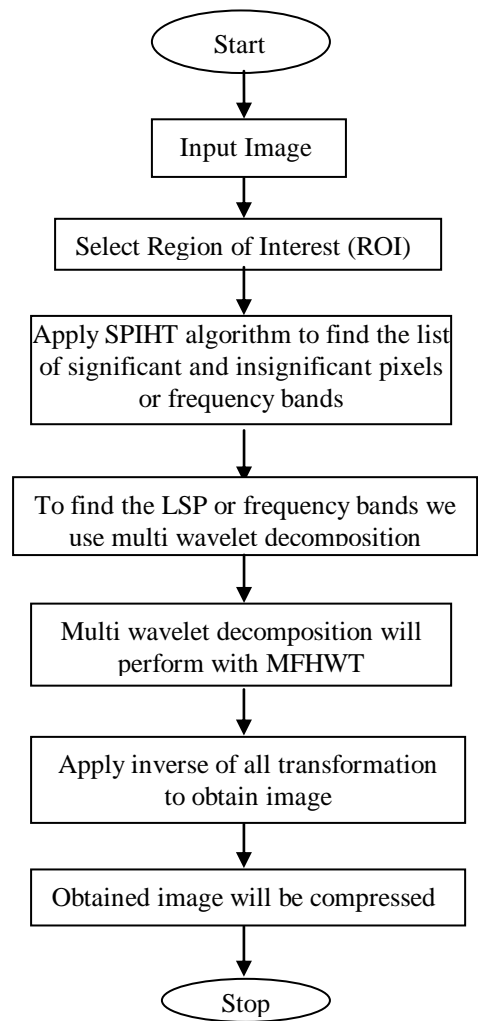 Start
Input Image
Select Region of Interest (ROI)
Apply SPIHT algorithm to find the list
of significant and insignificant pixels
or frequency bands
To find the LSP or frequency bands we
use multi wavelet decomposition
Multi wavelet decomposition will
perform with MFHWT
Apply inverse of all transformation
to obtain image
Obtained image will be compressed
Stop